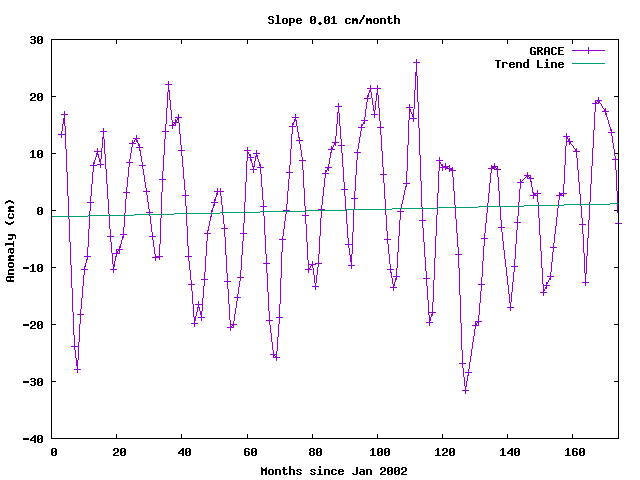 Slope 0.01 cm/month
GRACE
Trend Line
30
20
10
0
-10
-20
-30
-40
Anomaly (cm)
0 20 40 60 80 100 120 140 160
Months since Jan 2002